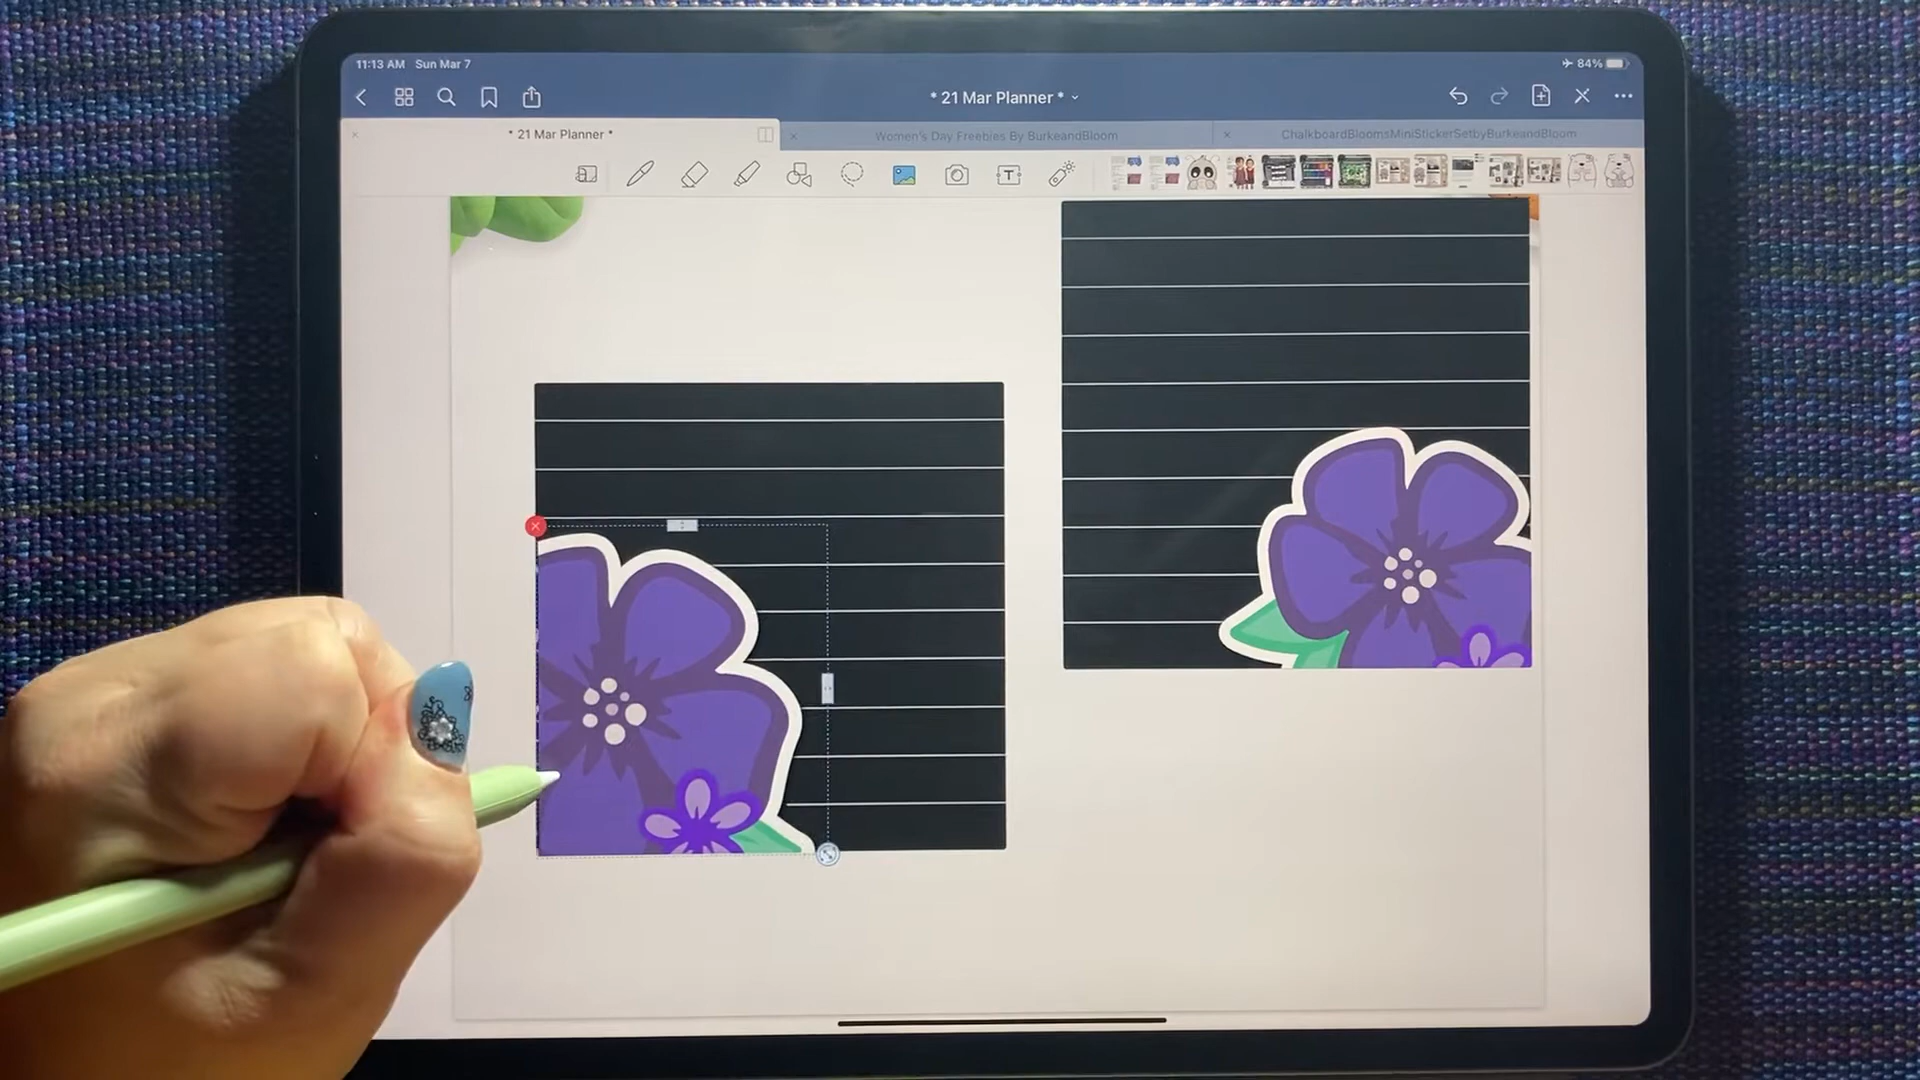 11:13 AM Sun Mar 7
84%
* 21 Mar Planner *
* 21 Mar Planner *
Women's Day Freebies By BurkeandBloom
ChalkboardBloomsMiniStickerSetbyBurkeandBloom
T